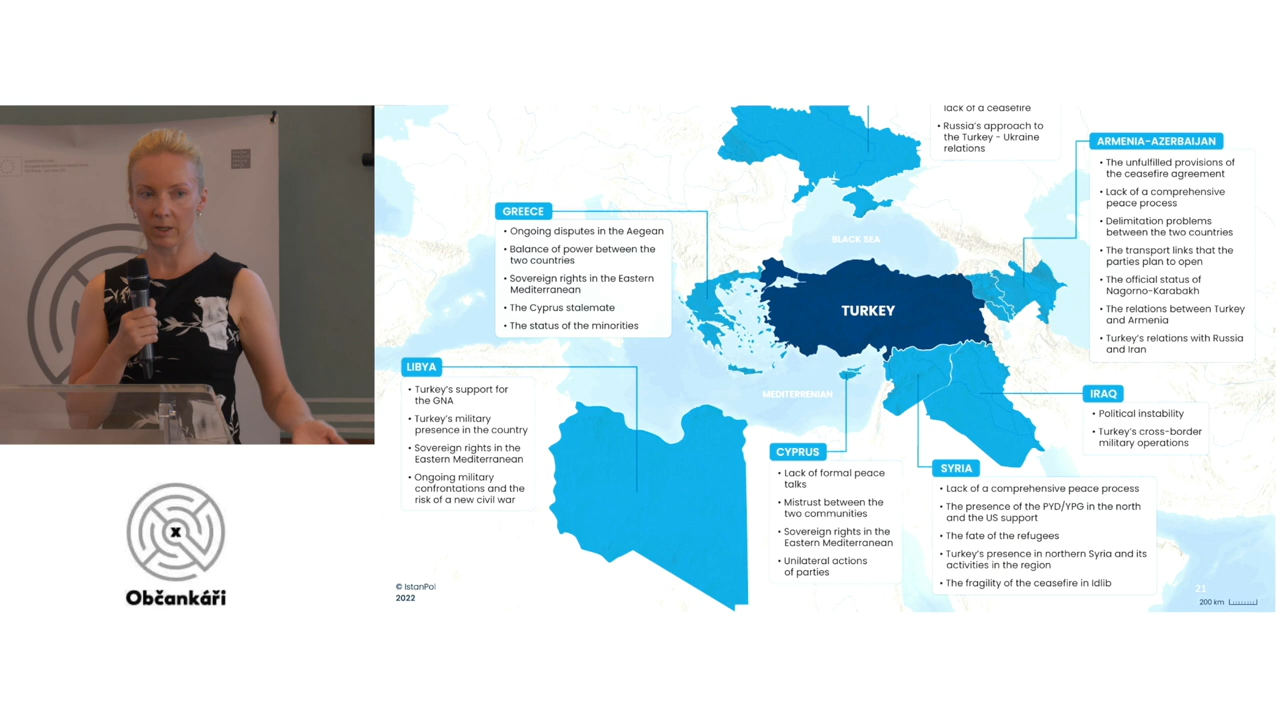 lack of a ceasefire
• Russia's approach to
the Turkey - Ukraine
relations
ARMENIA-AZERBAIJAN
• The unfulfilled provisions of
the ceasefire agreement
• Lack of a comprehensive
peace process
• Delimitation problems
between the two countries
• The transport links that the
parties plan to open
• The official status of
Nagorno-Karabakh
• The relations between Turkey
and Armenia
• Turkey's relations with Russia
and Iran
GREECE
• Ongoing disputes in the Aegean
• Balance of power between the
two countries
• Sovereign rights in the Eastern
Mediterranean
• The Cyprus stalemate
• The status of the minorities
BLACK SEA
TURKEY
MEDITERRENIAN
LIBYA
• Turkey's support for
the GNA
• Turkey's military
presence in the country
• Sovereign rights in the
Eastern Mediterranean
• Ongoing military
confrontations and the
risk of a new civil war
IRAQ
• Political instability
• Turkey's cross-border
military operations
CYPRUS
• Lack of formal peace
talks
• Mistrust between the
two communities
• Sovereign rights in the
Eastern Mediterranean
• Unilateral actions
of parties
SYRIA
• Lack of a comprehensive peace process
• The presence of the PYD/YPG in the north
and the US support
• The fate of the refugees
• Turkey's presence in northern Syria and its
activities in the region
• The fragility of the ceasefire in Idlib
© IstanPol
2022
21
200 km
x
Občankáři